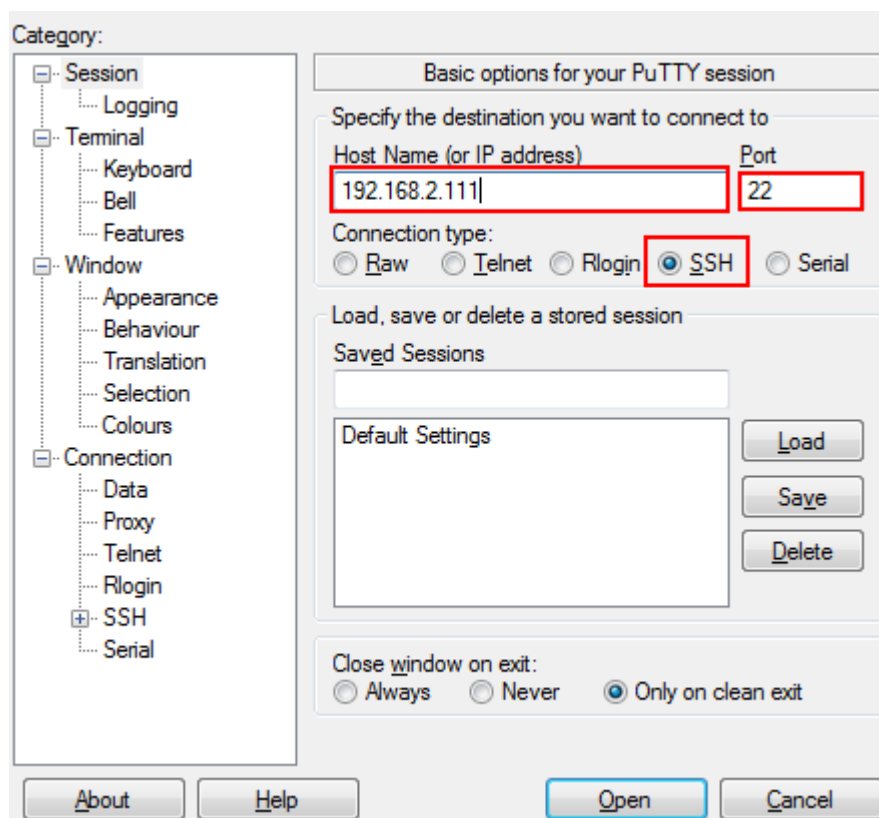 Category:
Session
Logging
Terminal
Keyboard
Bell
Features
Window
Appearance
Behaviour
Translation
Selection
Colours
Connection
Data
Proxy
Telnet
Rlogin
SSH
Serial
Basic options for your PuTTY session
Specify the destination you want to connect to
Host Name (or IP address) Port
192.168.2.111 22
Connection type:
Raw Telnet Rlogin SSH Serial
Load, save or delete a stored session
Saved Sessions
Default Settings
Load
Save
Delete
Close window on exit:
Always Never Only on clean exit
About Help Open Cancel